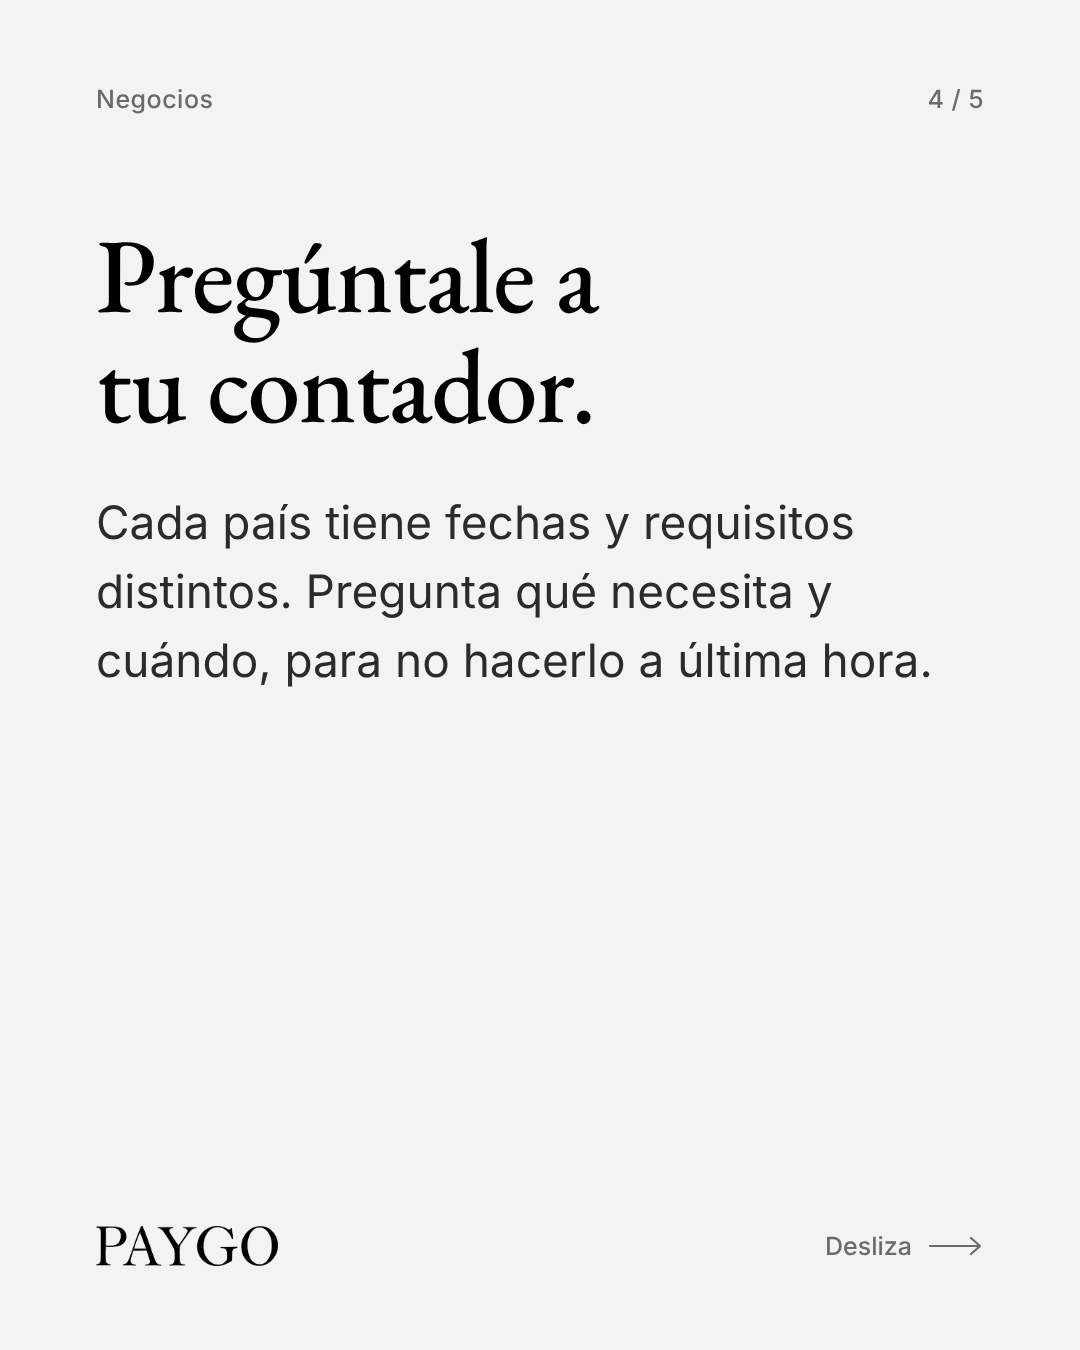 Negocios
4 / 5
Pregúntale a
tu contador.
Cada país tiene fechas y requisitos
distintos. Pregunta qué necesita y
cuándo, para no hacerlo a última hora.
PAYGO
Desliza